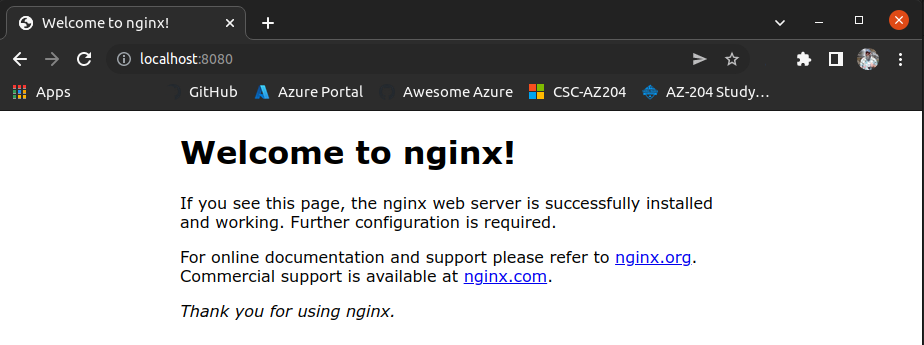 Welcome to nginx!
localhost:8080
Apps GitHub Azure Portal Awesome Azure CSC-AZ204 AZ-204 Study…
Welcome to nginx!
If you see this page, the nginx web server is successfully installed
and working. Further configuration is required.
For online documentation and support please refer to nginx.org.
Commercial support is available at nginx.com.
Thank you for using nginx.